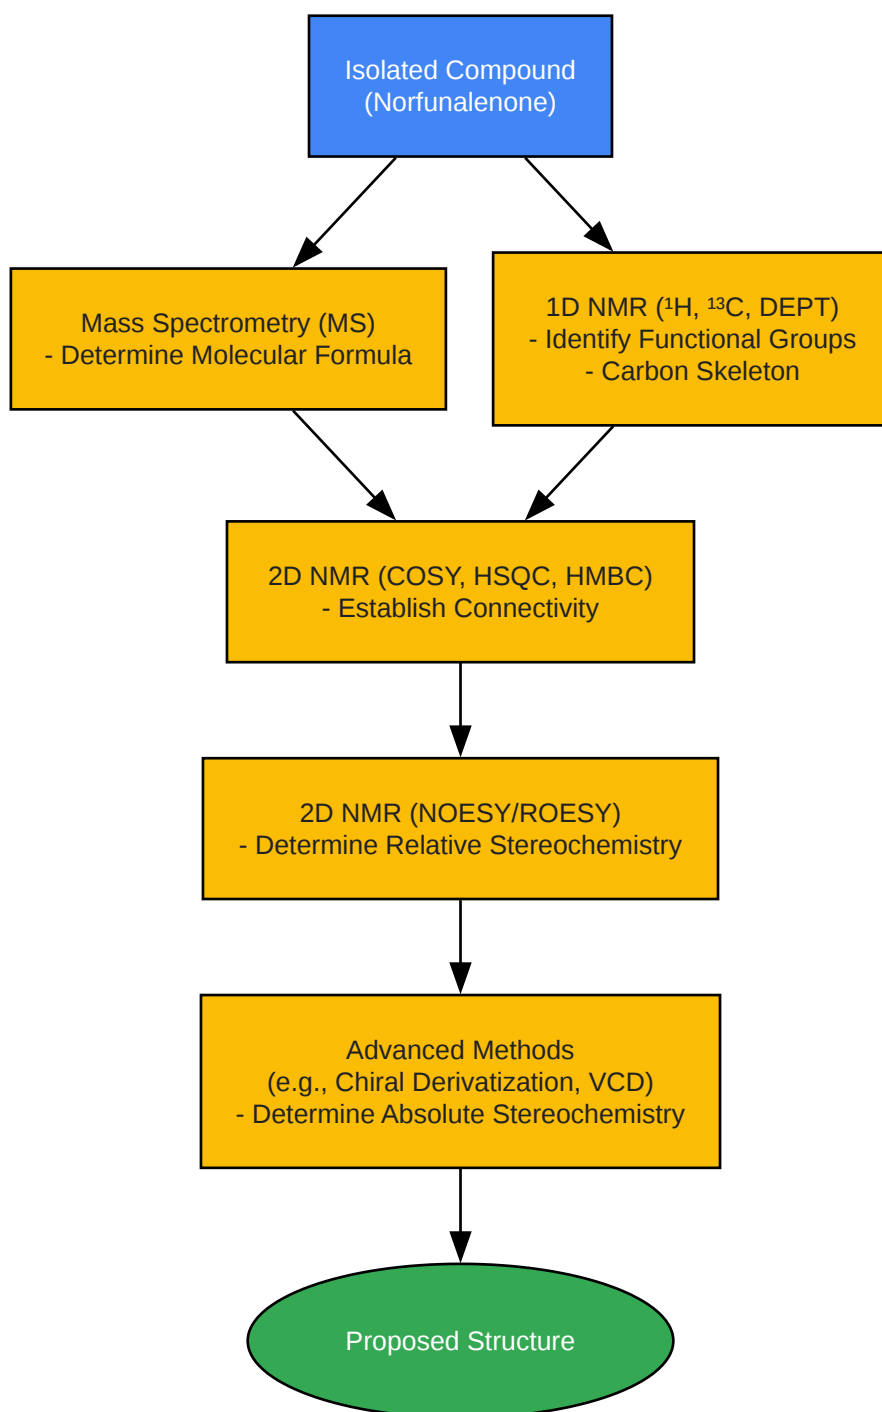 Isolated Compound
(Norfunalenone)
Mass Spectrometry (MS)
- Determine Molecular Formula
1D NMR (¹H, ¹³C, DEPT)
- Identify Functional Groups
- Carbon Skeleton
2D NMR (COSY, HSQC, HMBC)
- Establish Connectivity
2D NMR (NOESY/ROESY)
- Determine Relative Stereochemistry
Advanced Methods
(e.g., Chiral Derivatization, VCD)
- Determine Absolute Stereochemistry
Proposed Structure